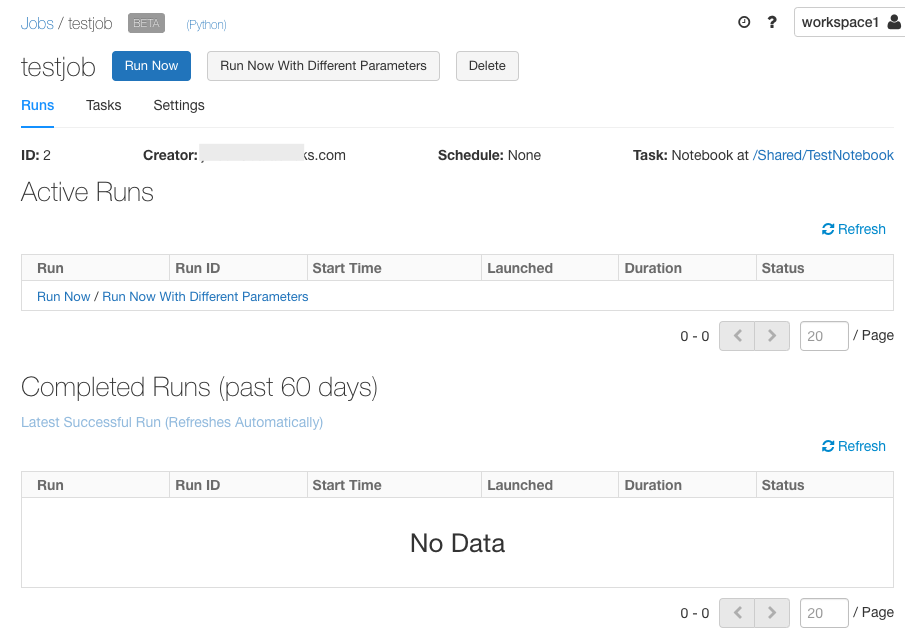 Jobs / testjob BETA (Python) ? workspace1
testjob Run Now Run Now With Different Parameters Delete
Runs Tasks Settings
ID: 2 Creator: ks.com Schedule: None Task: Notebook at /Shared/TestNotebook
Active Runs
Refresh
Run Run ID Start Time Launched Duration Status
Run Now / Run Now With Different Parameters
0 - 0 20 / Page
Completed Runs (past 60 days)
Latest Successful Run (Refreshes Automatically)
Refresh
Run Run ID Start Time Launched Duration Status
No Data
0 - 0 20 / Page